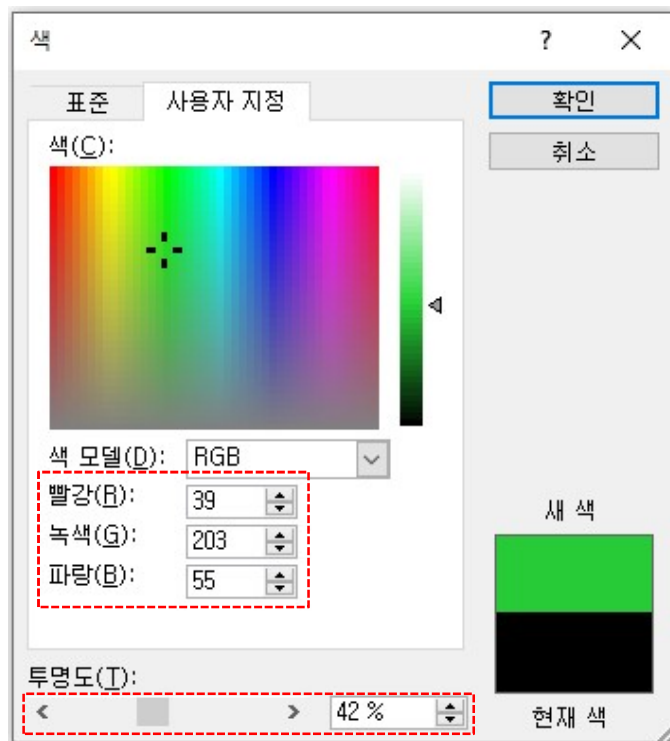 색 ? ×
표준 사용자 지정
확인
취소
색(C):
색 모델(D): RGB
빨강(R): 39
녹색(G): 203
파랑(B): 55
새 색
현재 색
투명도(T):
42 %